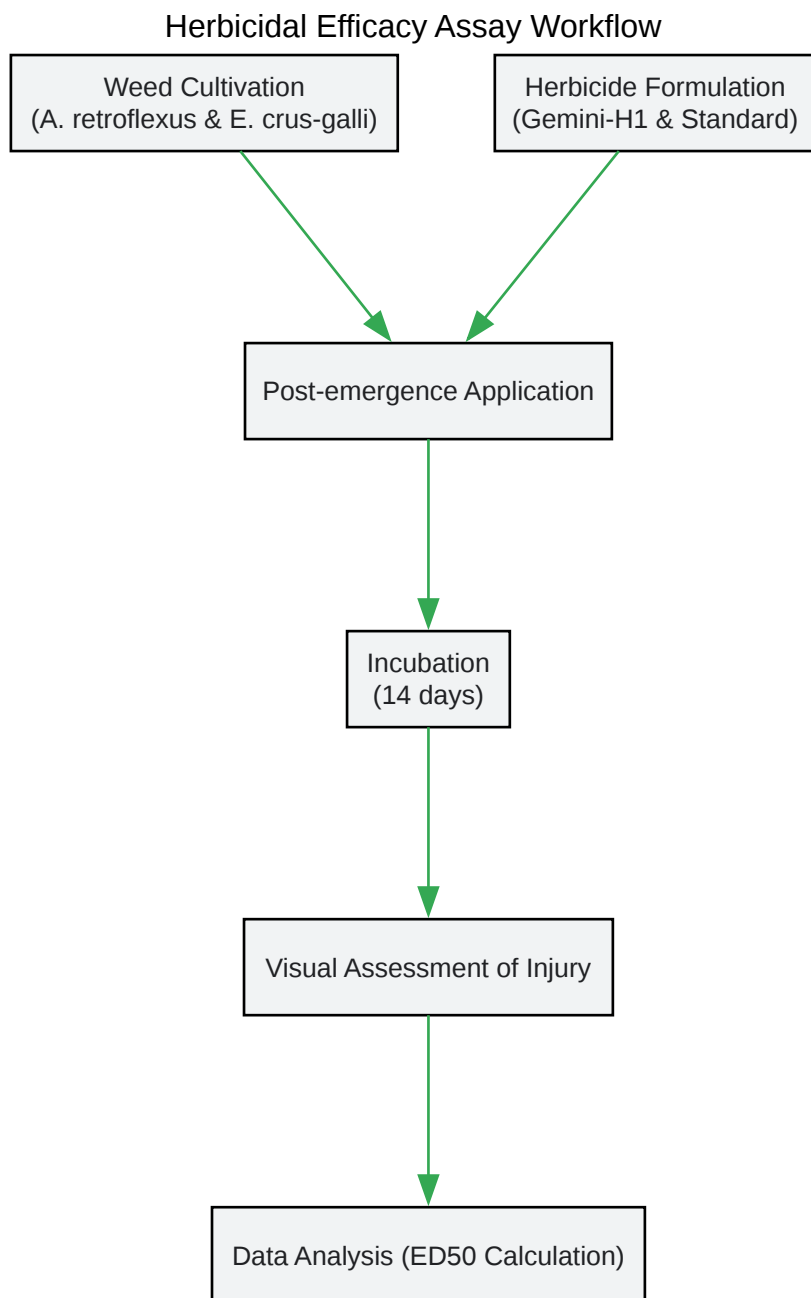 Herbicidal Efficacy Assay Workflow
Weed Cultivation
(A. retroflexus & E. crus-galli)
Herbicide Formulation
(Gemini-H1 & Standard)
Post-emergence Application
Incubation
(14 days)
Visual Assessment of Injury
Data Analysis (ED50 Calculation)